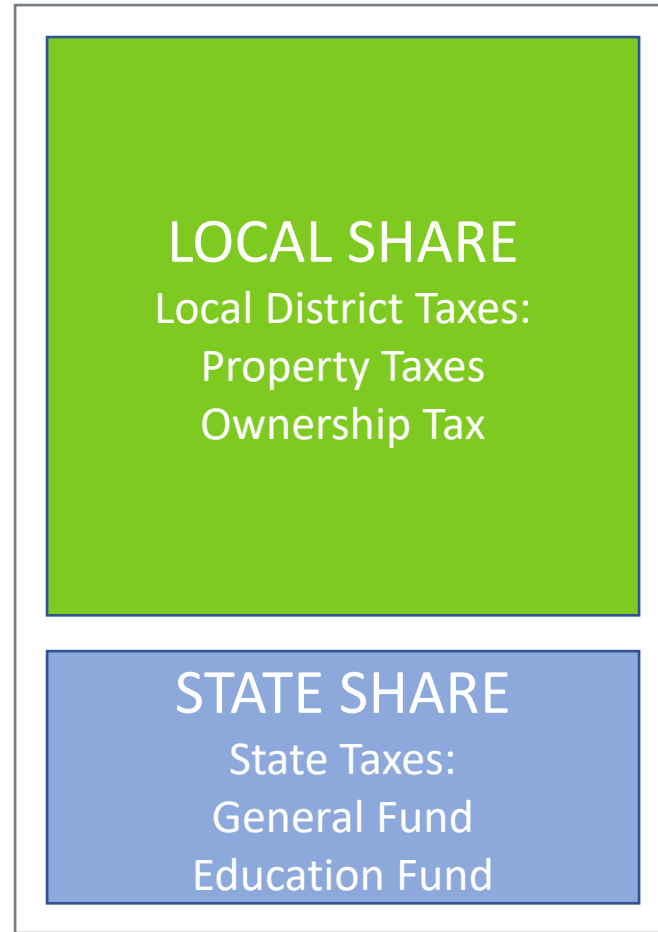 LOCAL SHARE
Local District Taxes:
Property Taxes
Ownership Tax
STATE SHARE
State Taxes:
General Fund
Education Fund